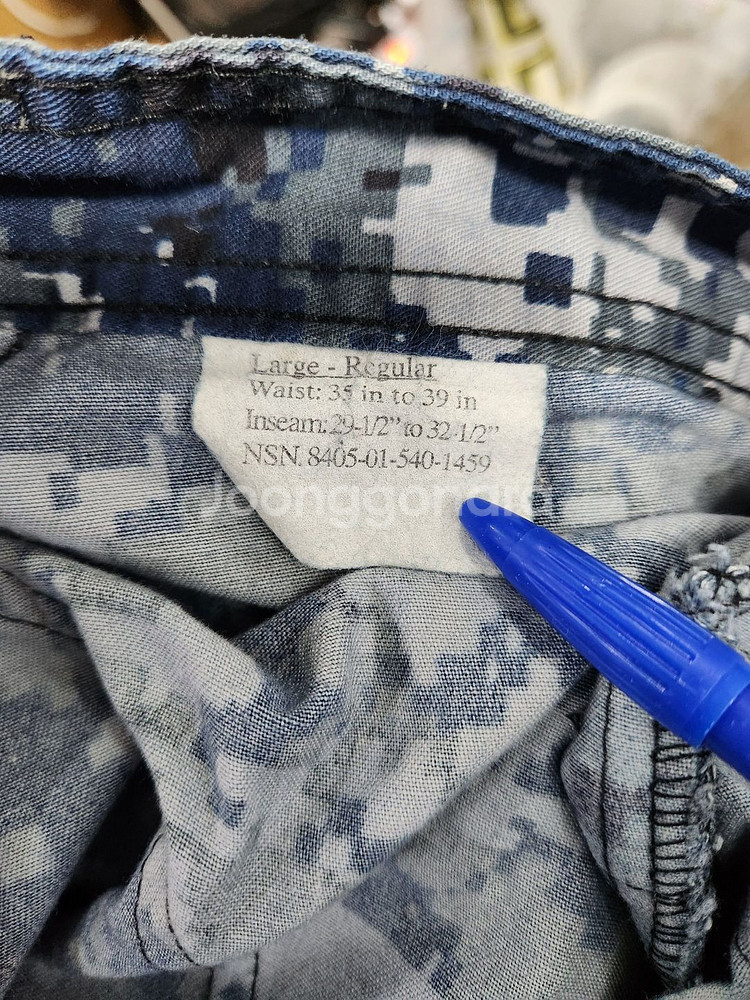 Large - Regular
Waist: 35 in to 39 in
Inseam: 29-1/2" to 32-1/2"
NSN. 8405-01-540-1459
Joonggonara